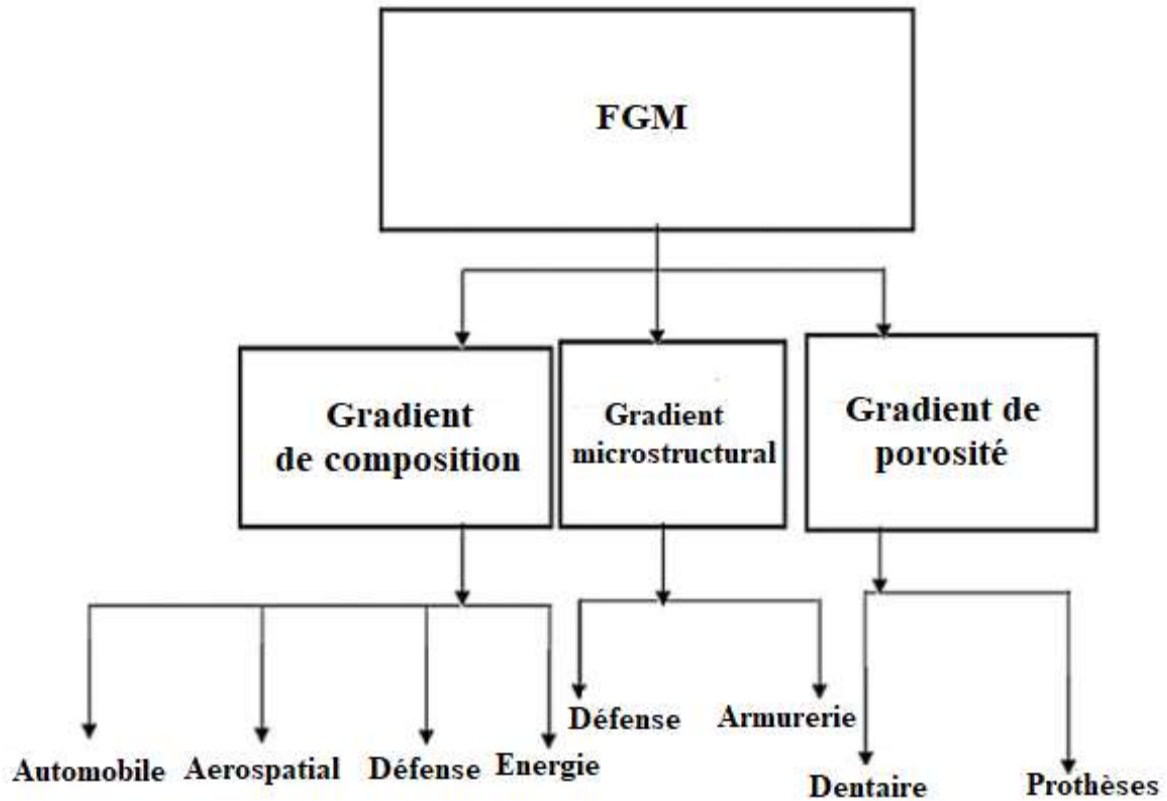 FGM
Gradient
de composition
Gradient
microstructural
Gradient de
porosité
Automobile
Aerospatial
Défense
Energie
Défense
Armurerie
Dentaire
Prothèses